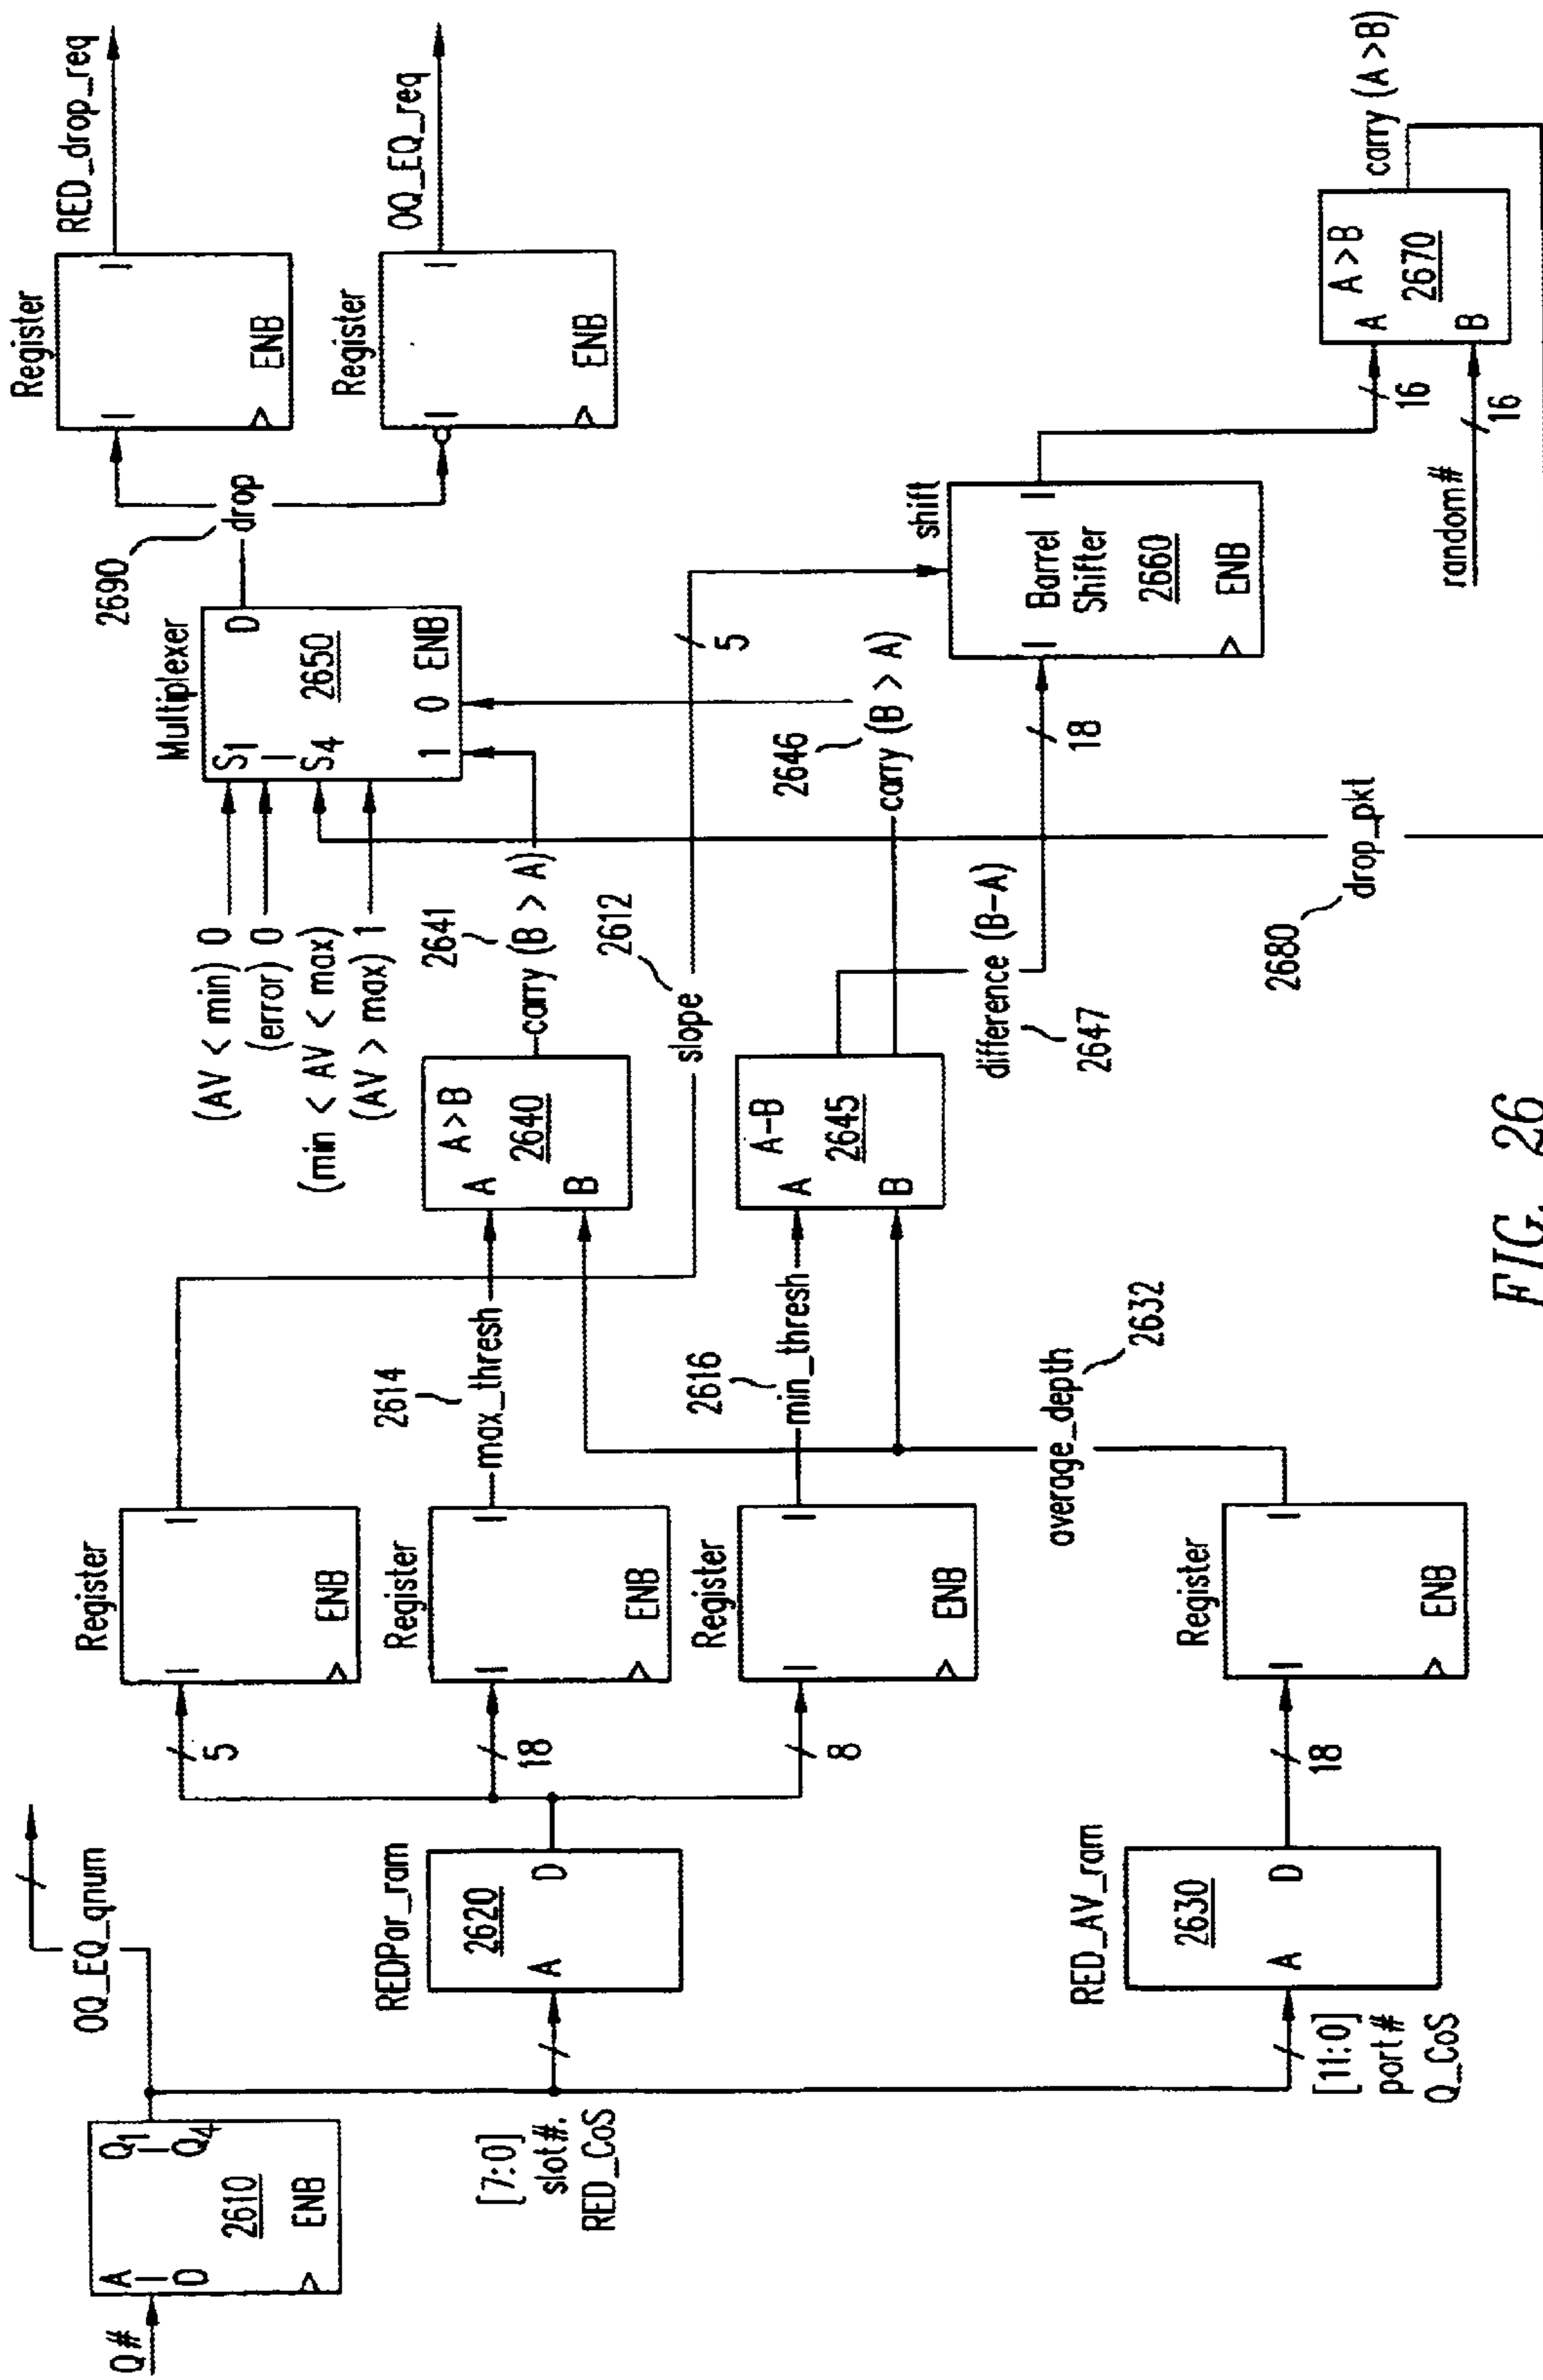 Q#
A
D
Q1
Q4
2610
ENB
OQ_EQ_qnum
[7:0]
slot#.
RED_CoS
REDPar_ram
2620
A
D
[11:0]
port#
Q_CoS
RED_AV_ram
2630
A
D
5
18
8
18
Register
ENB
Register
ENB
Register
ENB
Register
ENB
2614
max_thresh
2616
min_thresh
average_depth
2632
A
A>B
2640
B
A
A-B
2645
B
(AV < min) 0
(error) 0
(min < AV < max)
(AV > max) 1
2641
carry (B > A)
2612
slope
difference (B-A)
2647
2646
carry (B > A)
2680
drop_pkt
Multiplexer
S1
S4
D
2650
1 0 ENB
5
18
2690
drop
shift
Barrel
Shifter
2660
ENB
Register
ENB
Register
ENB
RED_drop_req
OQ_EQ_req
16
16
random#
A
A>B
2670
B
carry (A >B)
FIG. 26